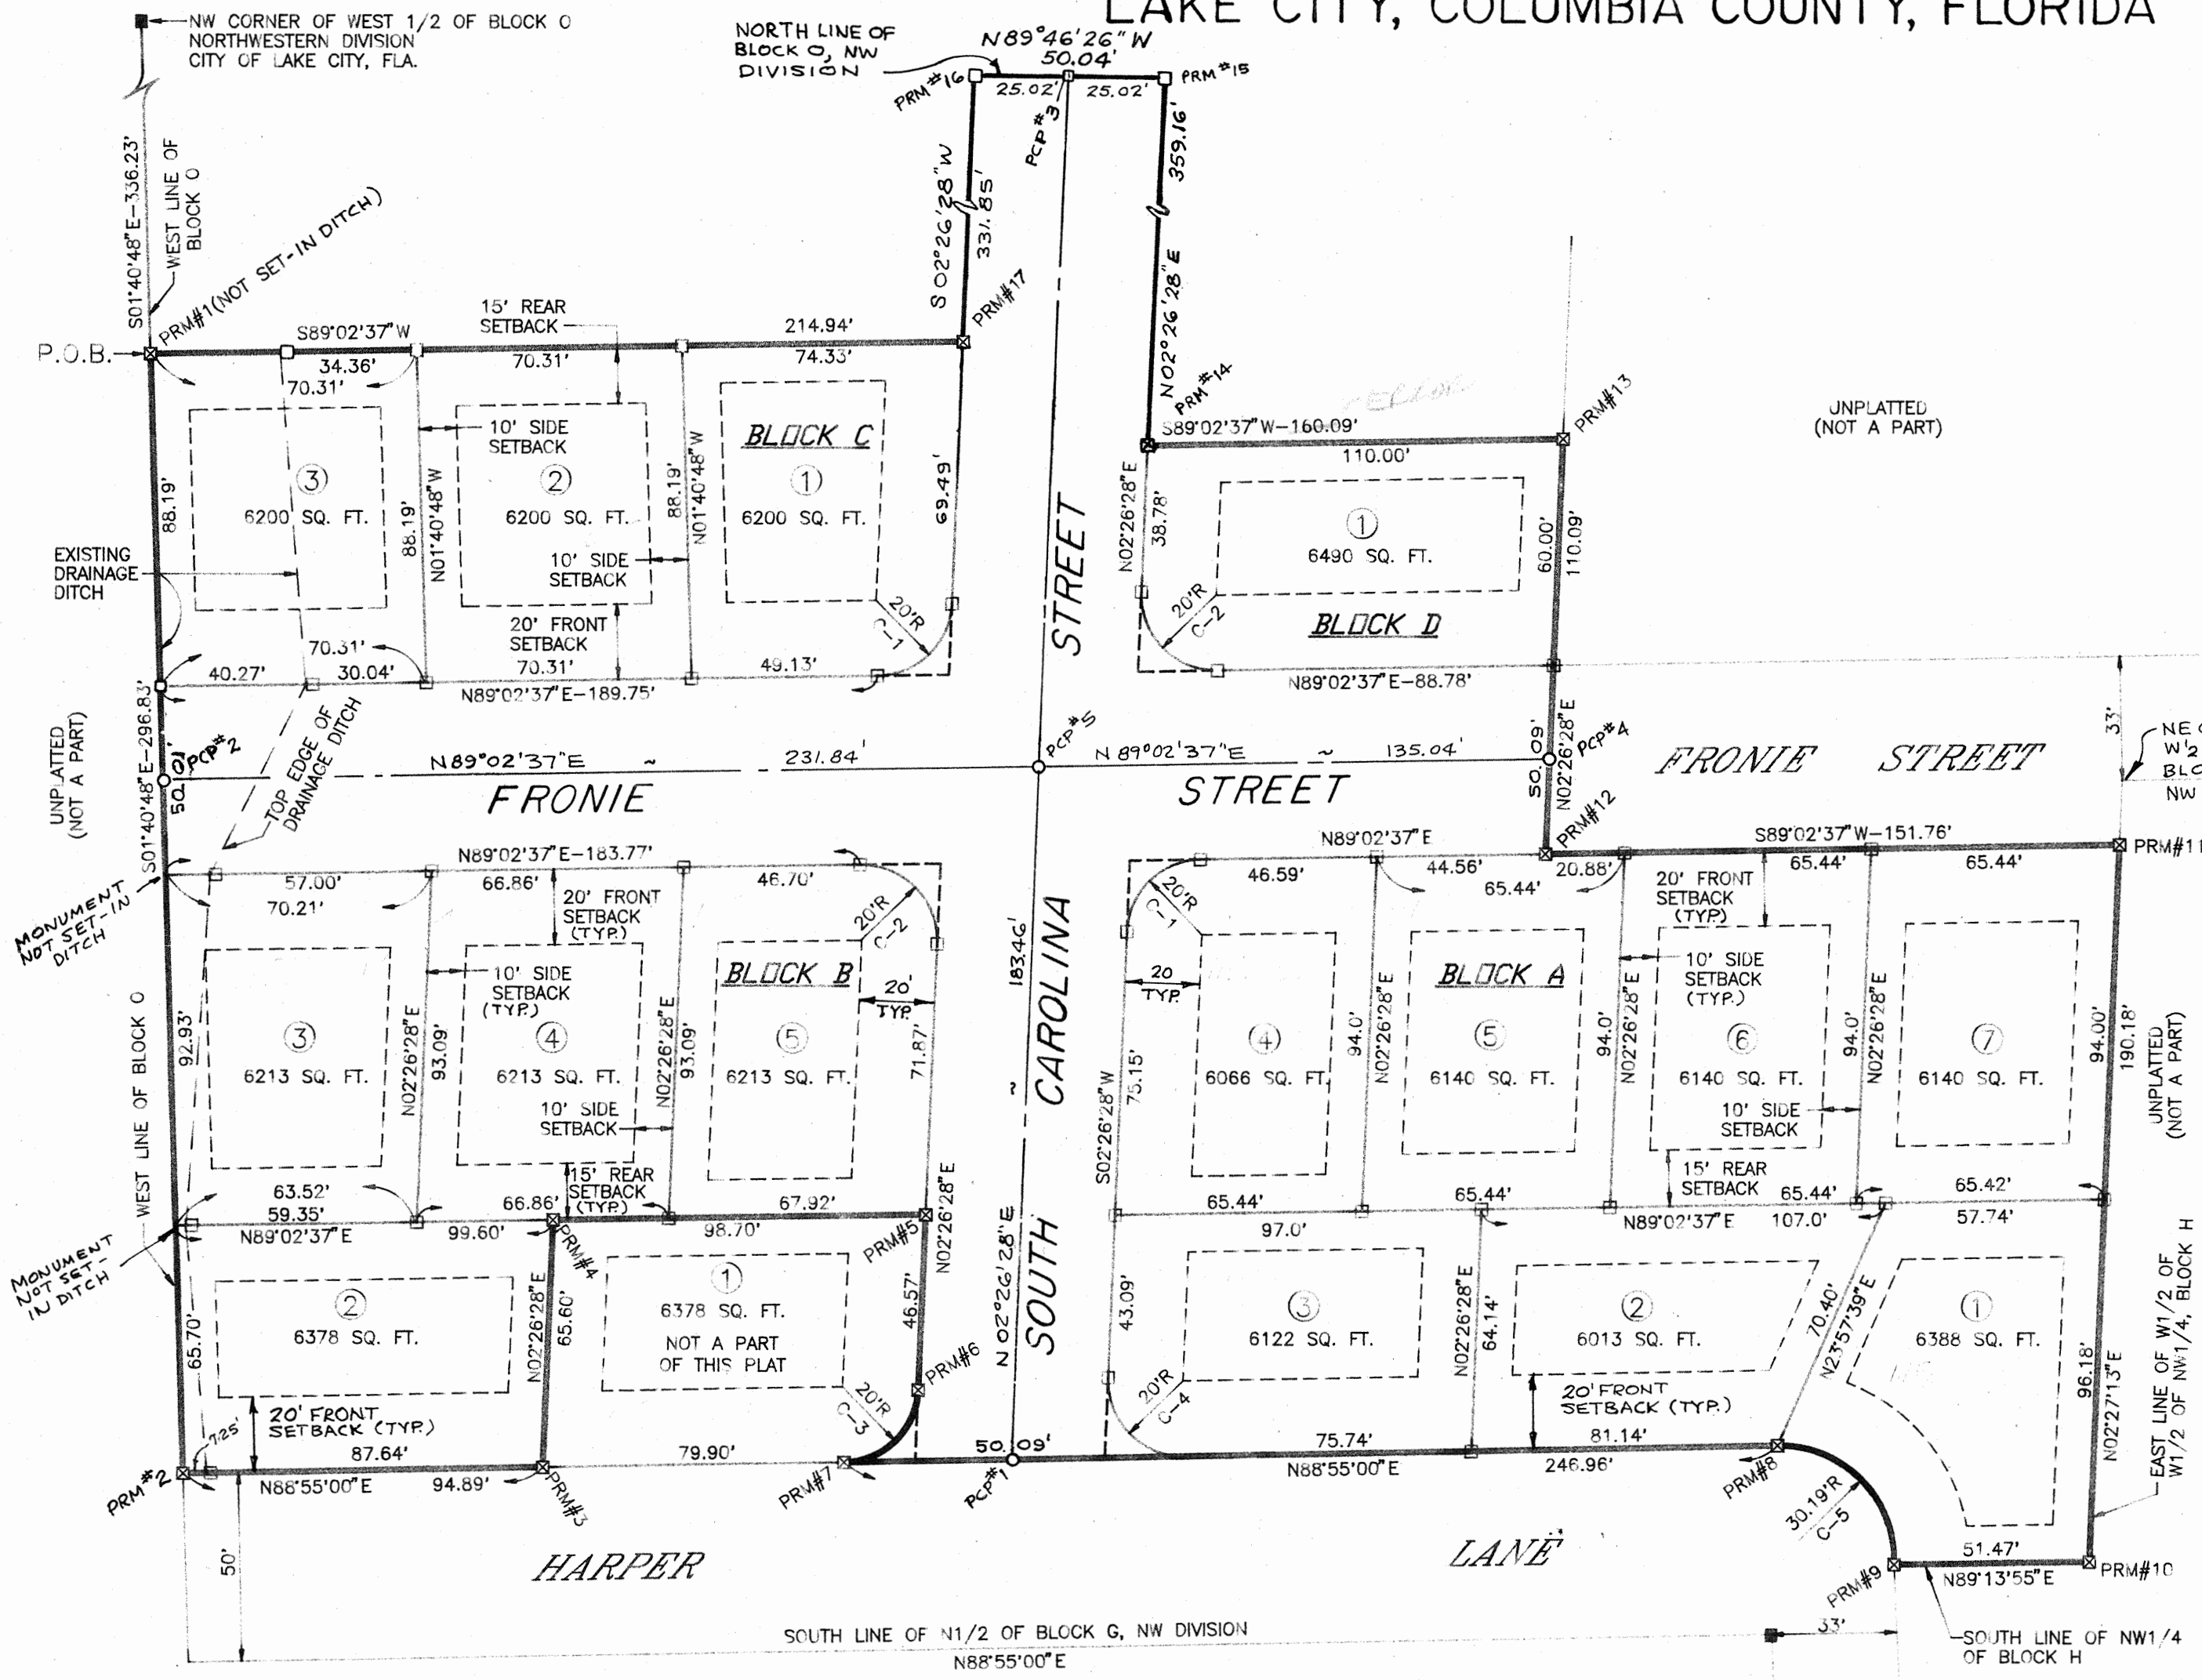 LAKE CITY, COLUMBIA COUNTY, FLORIDA
NW CORNER OF WEST 1/2 OF BLOCK O
NORTHWESTERN DIVISION
CITY OF LAKE CITY, FLA.
NORTH LINE OF
BLOCK O, NW
DIVISION
N89°46'26"W
50.04'
PRM#16
25.02'
25.02'
PRM#15
PCP#3
S01°40'48"E-336.23'
WEST LINE OF
BLOCK O
PRM#1(NOT SET-IN DITCH)
S02°26'28"W
331.85'
359.16'
N02°26'28"E
PRM#17
PRM#14
P.O.B.
S89°02'37"W
15' REAR
SETBACK
214.94'
34.36'
70.31'
70.31'
74.33'
10' SIDE
SETBACK
BLOCK C
3
6200 SQ. FT.
2
6200 SQ. FT.
1
6200 SQ. FT.
88.19'
88.19'
N01°40'48"W
88.19'
N01°40'48"W
69.49'
10' SIDE
SETBACK
EXISTING
DRAINAGE
DITCH
20' FRONT
SETBACK
20'R
C-1
70.31'
40.27'
30.04'
70.31'
49.13'
N89°02'37"E-189.75'
S89°02'37"W-160.09'
ERROR
PRM#13
110.00'
UNPLATTED
(NOT A PART)
N02°26'28"E
38.78'
1
6490 SQ. FT.
60.00'
110.09'
20'R
C-2
BLOCK D
N89°02'37"E-88.78'
STREET
UNPLATTED
(NOT A PART)
S01°40'48"E-296.83'
50.01'
PCP#2
TOP EDGE OF
DRAINAGE DITCH
N89°02'37"E ~ 231.84'
PCP#5
N 89°02'37"E ~ 135.04'
50.09'
N02°26'28"E
PCP#4
FRONIE
STREET
FRONIE STREET
33'
NW
PRM#12
N89°02'37"E-183.77'
57.00'
70.21'
66.86'
46.70'
20' FRONT
SETBACK
(TYP.)
20'R
C-2
MONUMENT
NOT SET-IN
DITCH
10' SIDE
SETBACK
(TYP.)
BLOCK B
20'
TYP.
3
6213 SQ. FT.
4
6213 SQ. FT.
5
6213 SQ. FT.
92.93'
N02°26'28"E
93.09'
N02°26'28"E
93.09'
71.87'
10' SIDE
SETBACK
15' REAR
SETBACK
(TYP.)
63.52'
59.35'
66.86'
67.92'
N89°02'37"E
99.60'
98.70'
WEST LINE OF BLOCK O
MONUMENT
NOT SET-
IN DITCH
PRM#4
PRM#5
N02°26'28"E
2
6378 SQ. FT.
1
6378 SQ. FT.
NOT A PART
OF THIS PLAT
65.70'
N02°26'28"E
65.60'
46.57'
PRM#6
20'R
C-3
20' FRONT
SETBACK (TYP.)
7.25'
87.64'
79.90'
N88°55'00"E
94.89'
PRM#2
PRM#3
PRM#7
PCP#1
50.09'
183.46'
~
N 02°26'28"E
SOUTH CAROLINA
N89°02'37"E
S89°02'37"W-151.76'
PRM#11
46.59'
44.56'
65.44'
20.88'
65.44'
65.44'
20'R
C-1
20' FRONT
SETBACK
(TYP.)
20
TYP.
BLOCK A
10' SIDE
SETBACK
(TYP.)
4
6066 SQ. FT.
5
6140 SQ. FT.
6
6140 SQ. FT.
7
6140 SQ. FT.
S02°26'28"W
75.15'
94.0'
N02°26'28"E
94.0'
N02°26'28"E
94.0'
N02°26'28"E
94.00'
190.18'
UNPLATTED
(NOT A PART)
10' SIDE
SETBACK
15' REAR
SETBACK
65.44'
65.44'
65.44'
65.42'
97.0'
N89°02'37"E
107.0'
57.74'
3
6122 SQ. FT.
2
6013 SQ. FT.
1
6388 SQ. FT.
43.09'
N02°26'28"E
64.14'
70.40'
N23°57'39"E
96.18'
N02°27'13"E
EAST LINE OF W1/2 OF
W1/2 OF NW1/4, BLOCK H
20'R
C-4
20' FRONT
SETBACK (TYP.)
75.74'
81.14'
N88°55'00"E
246.96'
PRM#8
30.19'R
C-5
51.47'
N89°13'55"E
PRM#9
PRM#10
HARPER
LANE
50'
SOUTH LINE OF N1/2 OF BLOCK G, NW DIVISION
N88°55'00"E
33'
SOUTH LINE OF NW1/4
OF BLOCK H